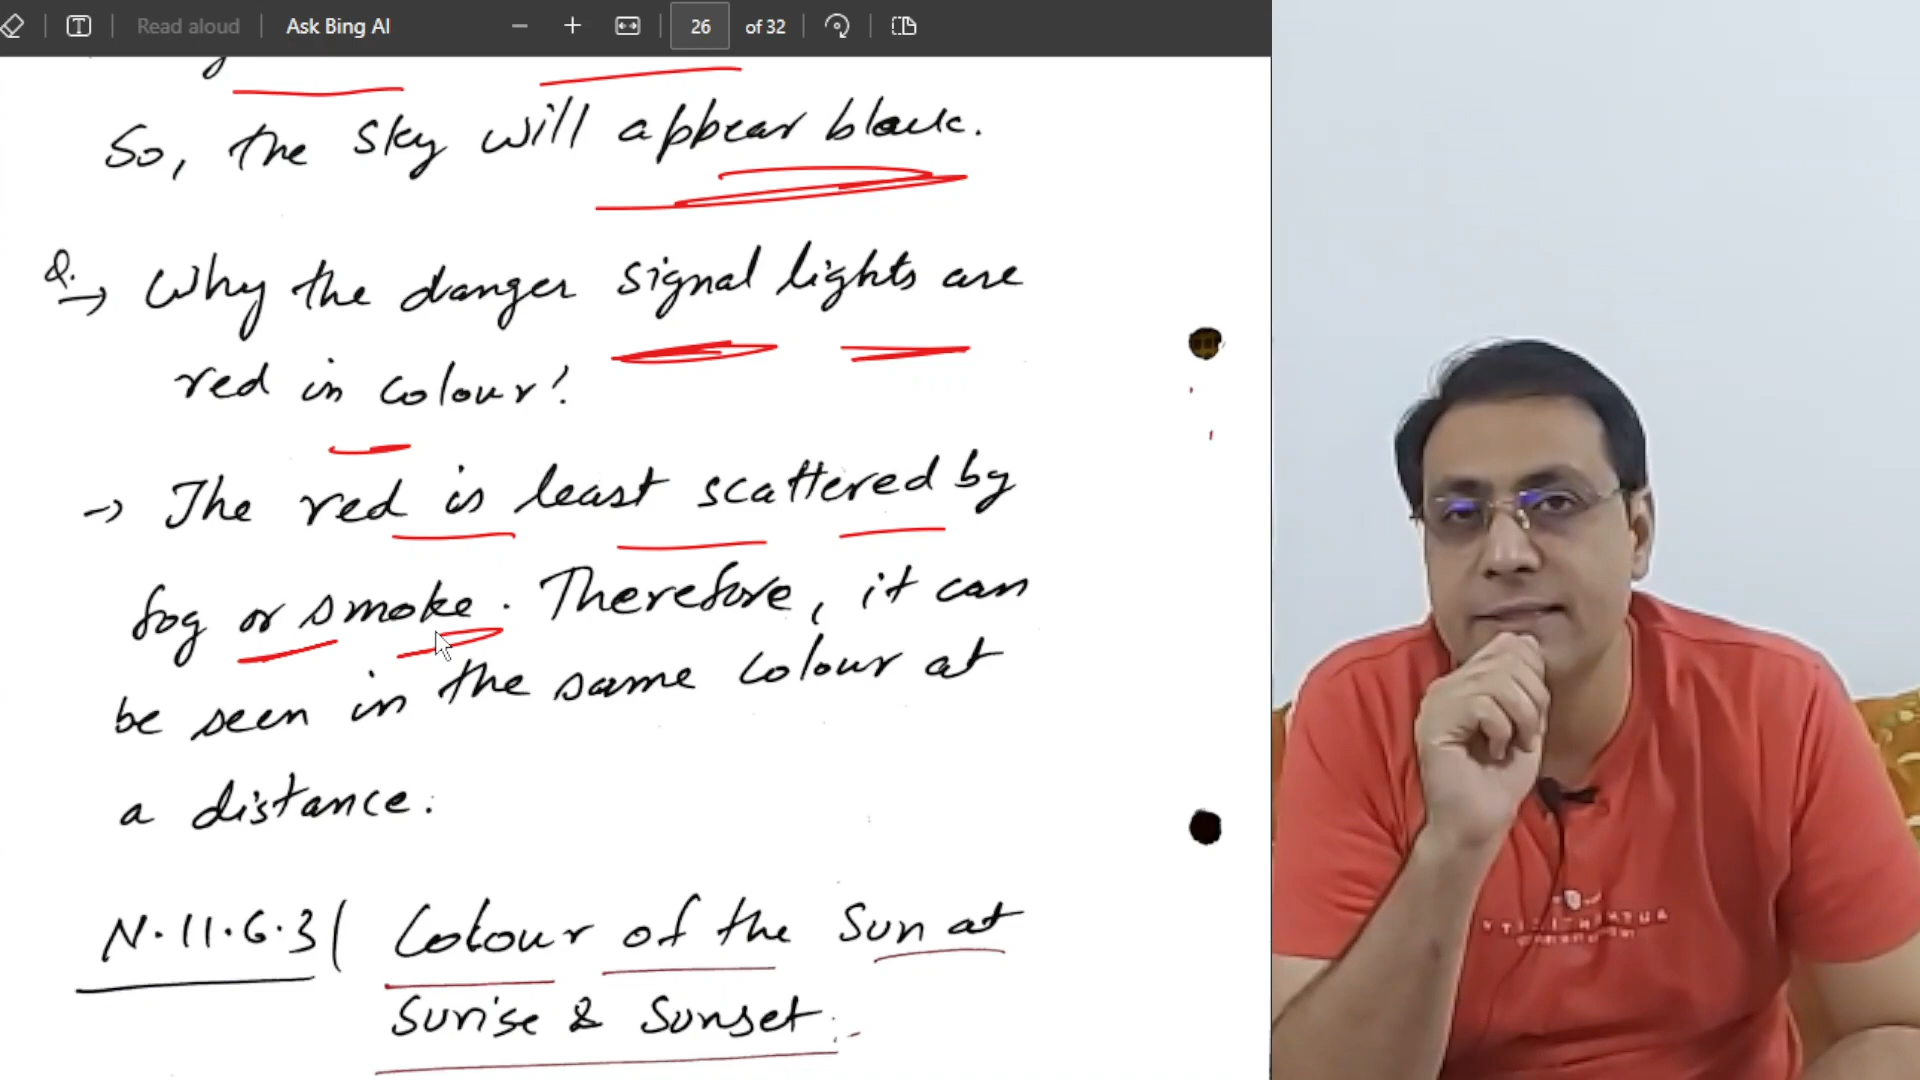 Read aloud Ask Bing AI 26 of 32
So, the sky will appear black.
Q. → Why the danger signal lights are
red in colour?
→ The red is least scattered by
fog or smoke. Therefore, it can
be seen in the same colour at
a distance.
N.11.6.3( Colour of the Sun at
Sunrise & Sunset :-